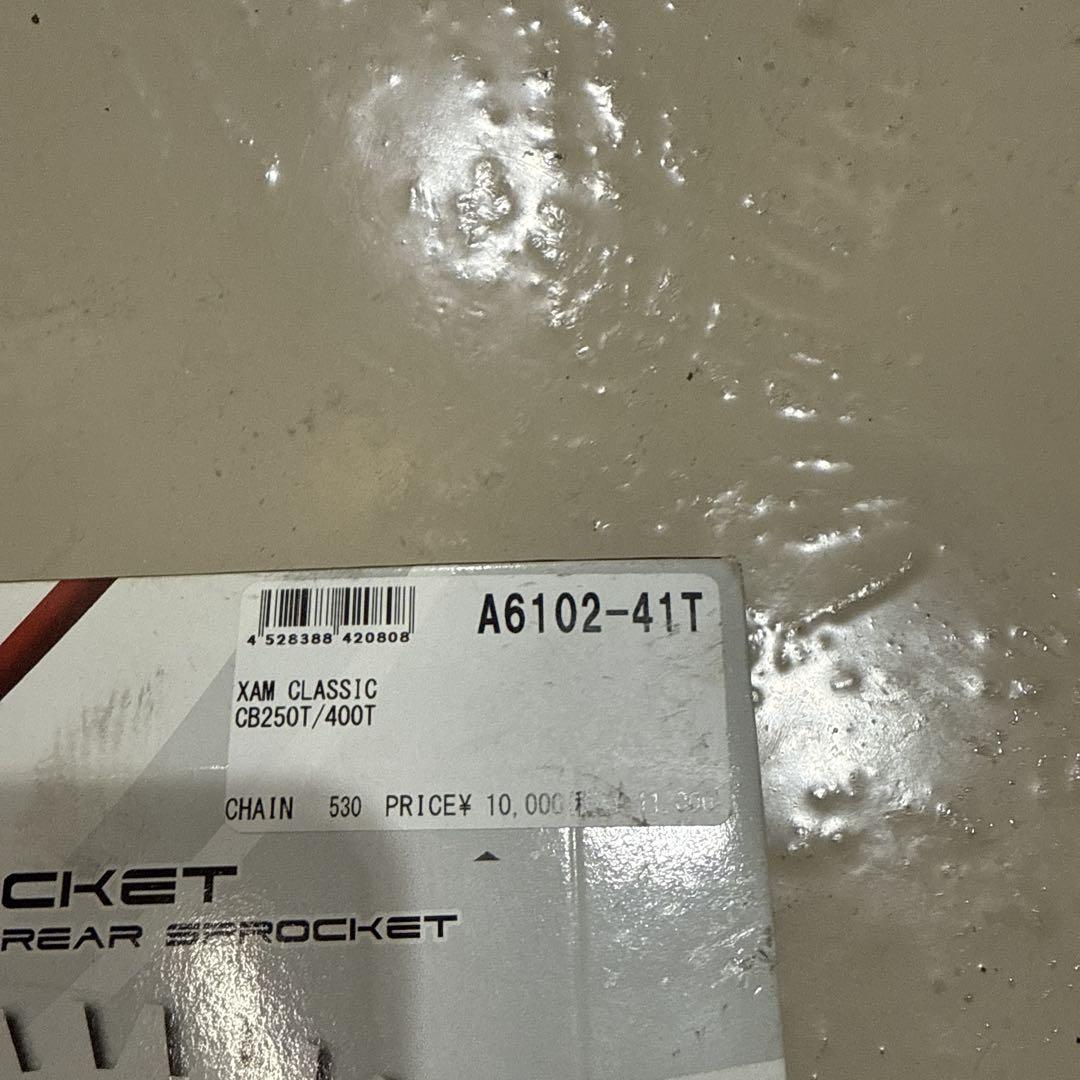 4 528388 420808
A6102-41T
XAM CLASSIC
CB250T/400T
CHAIN 530 PRICE¥ 10,000
CKET
REAR SPROCKET